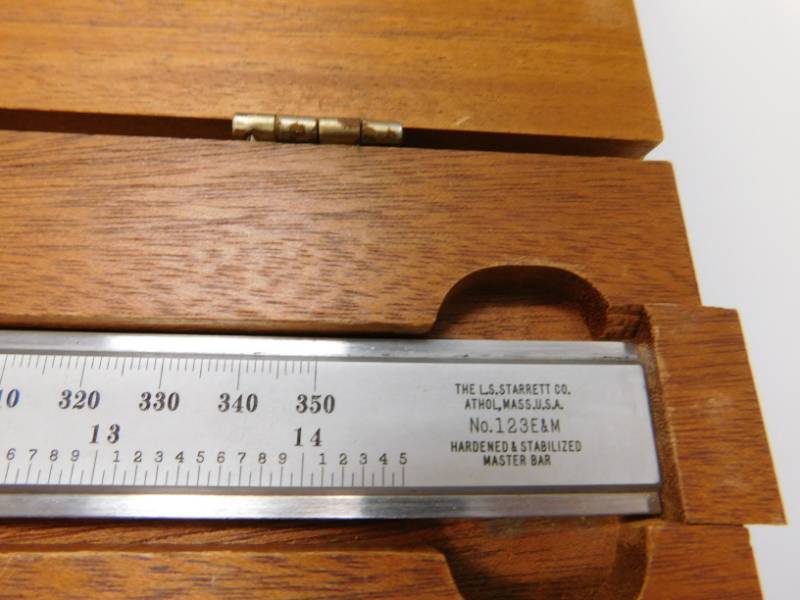 10 320 330 340 350
13 14
6 7 8 9 1 2 3 4 5 6 7 8 9 1 2 3 4 5
THE L.S. STARRETT CO.
ATHOL, MASS. U.S.A.
No. 123E&M
HARDENED & STABILIZED
MASTER BAR